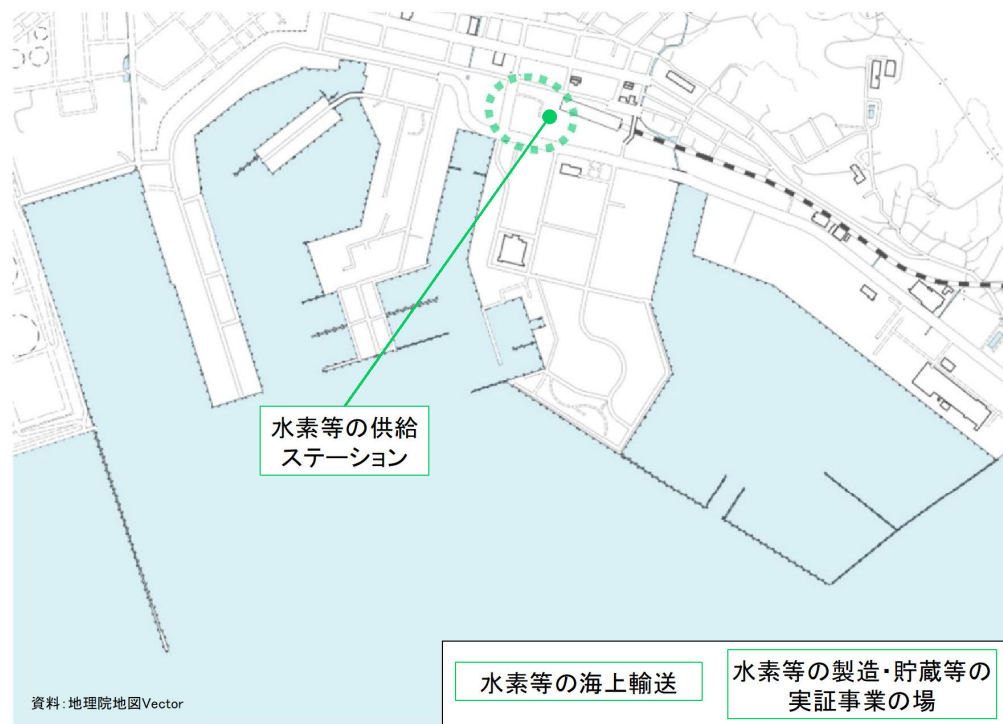 水素等の供給
ステーション
水素等の海上輸送
水素等の製造・貯蔵等の
実証事業の場
資料:地理院地図Vector